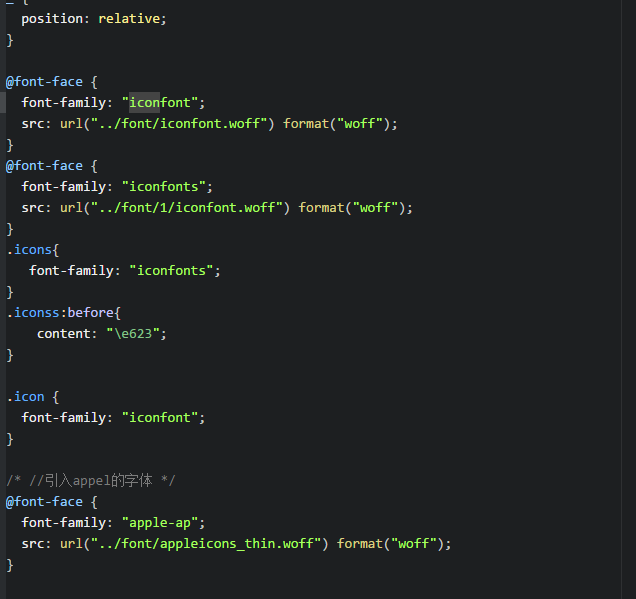 _ {
  position: relative;
}
@font-face {
  font-family: "iconfont";
  src: url("../font/iconfont.woff") format("woff");
}
@font-face {
  font-family: "iconfonts";
  src: url("../font/1/iconfont.woff") format("woff");
}
.icons{
   font-family: "iconfonts";
}
.iconss:before{
    content: "\e623";
}
.icon {
  font-family: "iconfont";
}
/* //引入appel的字体 */
@font-face {
  font-family: "apple-ap";
  src: url("../font/appleicons_thin.woff") format("woff");
}